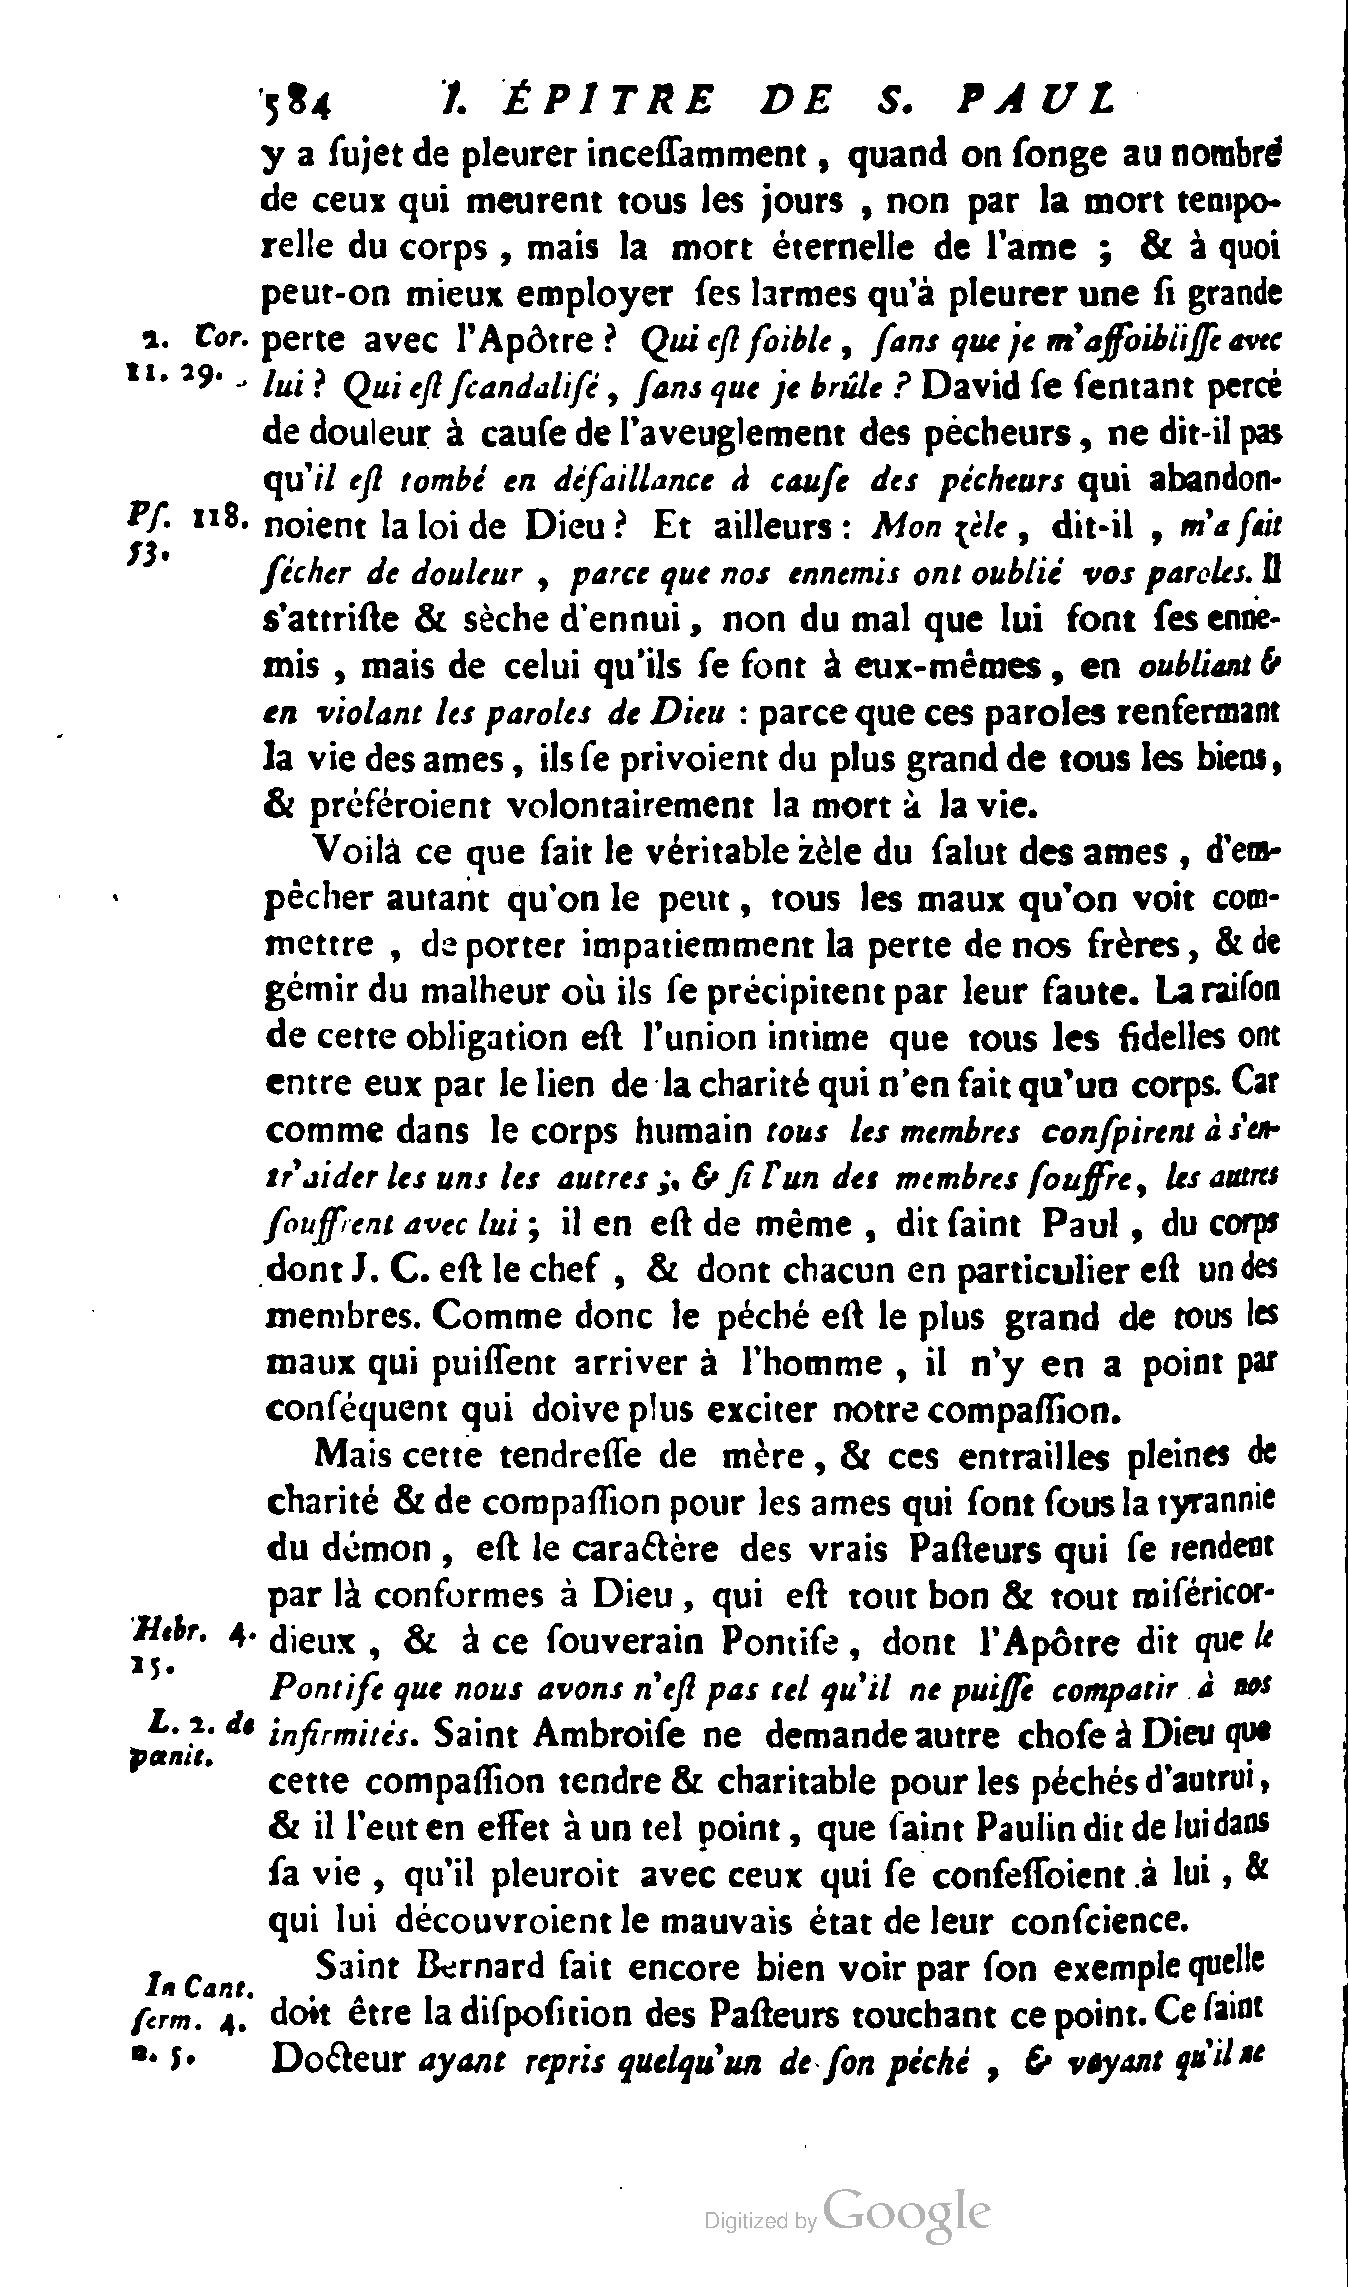 584 I. ÉPITRE DE S. PAUL
y a ſujet de pleurer inceſſamment, quand on ſonge au nombre
de ceux qui meurent tous les jours, non par la mort tempo-
relle du corps, mais la mort éternelle de l'ame ; & à quoi
peut-on mieux employer ſes larmes qu'à pleurer une ſi grande
2. Cor. perte avec l'Apôtre ? Qui eſt foible, ſans que je m'affoibliſſe avec
11. 29. lui ? Qui eſt ſcandaliſé, ſans que je brûle ? David ſe ſentant percé
de douleur à cauſe de l'aveuglement des pécheurs, ne dit-il pas
qu'il eſt tombé en défaillance à cauſe des pécheurs qui abandon-
Pſ. 118. noient la loi de Dieu ? Et ailleurs : Mon zèle, dit-il, m'a fait
53.
ſécher de douleur, parce que nos ennemis ont oublié vos paroles. Il
s'attriſte & sèche d'ennui, non du mal que lui font ſes enne-
mis, mais de celui qu'ils ſe font à eux-mêmes, en oubliant &
en violant les paroles de Dieu : parce que ces paroles renfermant
la vie des ames, ils ſe privoient du plus grand de tous les biens,
& préféroient volontairement la mort à la vie.
Voilà ce que fait le véritable zèle du ſalut des ames, d'em-
pêcher autant qu'on le peut, tous les maux qu'on voit com-
mettre, de porter impatiemment la perte de nos frères, & de
gémir du malheur où ils ſe précipitent par leur faute. La raiſon
de cette obligation eſt l'union intime que tous les fidelles ont
entre eux par le lien de la charité qui n'en fait qu'un corps. Car
comme dans le corps humain tous les membres conſpirent à s'en-
tr'aider les uns les autres ; & ſi l'un des membres ſouffre, les autres
ſouffrent avec lui ; il en eſt de même, dit ſaint Paul, du corps
dont J. C. eſt le chef, & dont chacun en particulier eſt un des
membres. Comme donc le péché eſt le plus grand de tous les
maux qui puiſſent arriver à l'homme, il n'y en a point par
conſéquent qui doive plus exciter notre compaſſion.
Mais cette tendreſſe de mère, & ces entrailles pleines de
charité & de compaſſion pour les ames qui ſont ſous la tyrannie
du démon, eſt le caractère des vrais Paſteurs qui ſe rendent
par là conformes à Dieu, qui eſt tout bon & tout miſéricor-
Hebr. 4. dieux, & à ce ſouverain Pontife, dont l'Apôtre dit que le
15.
Pontife que nous avons n'eſt pas tel qu'il ne puiſſe compatir à nos
L. 2. de infirmités. Saint Ambroiſe ne demande autre choſe à Dieu que
pœnit.
cette compaſſion tendre & charitable pour les péchés d'autrui,
& il l'eut en effet à un tel point, que ſaint Paulin dit de lui dans
ſa vie, qu'il pleuroit avec ceux qui ſe confeſſoient à lui, &
qui lui découvroient le mauvais état de leur conſcience.
Saint Bernard fait encore bien voir par ſon exemple quelle
In Cant.
ſerm. 4. doit être la diſpoſition des Paſteurs touchant ce point. Ce ſaint
n. 5. Docteur ayant repris quelqu'un de ſon péché, & voyant qu'il ne
Digitized by Google